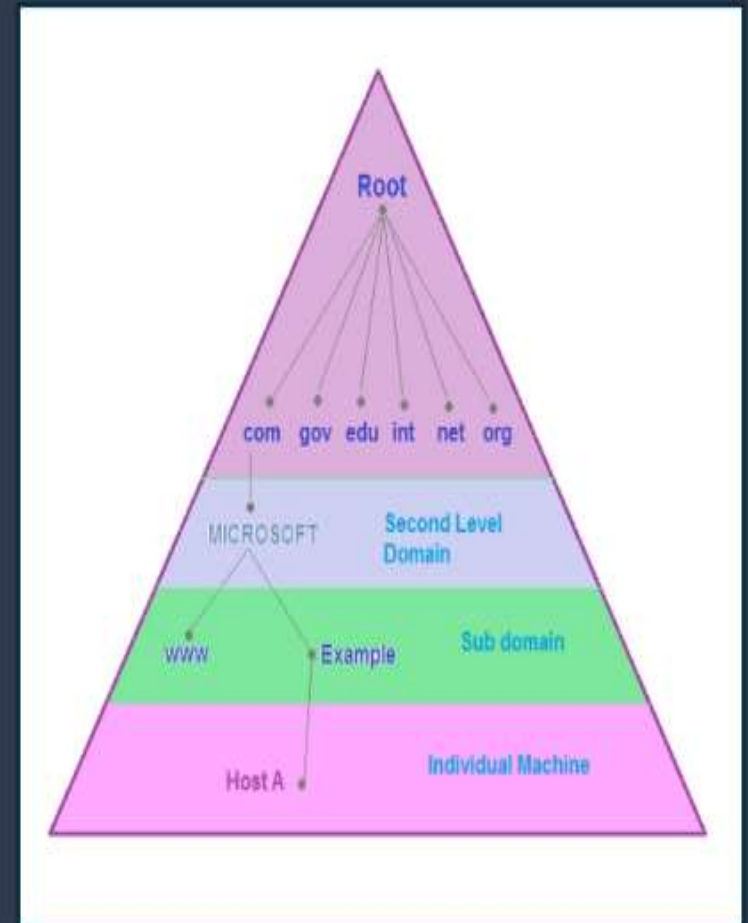 Root
com gov edu int net org
MICROSOFT
Second Level
Domain
www
Example
Sub domain
Host A
Individual Machine